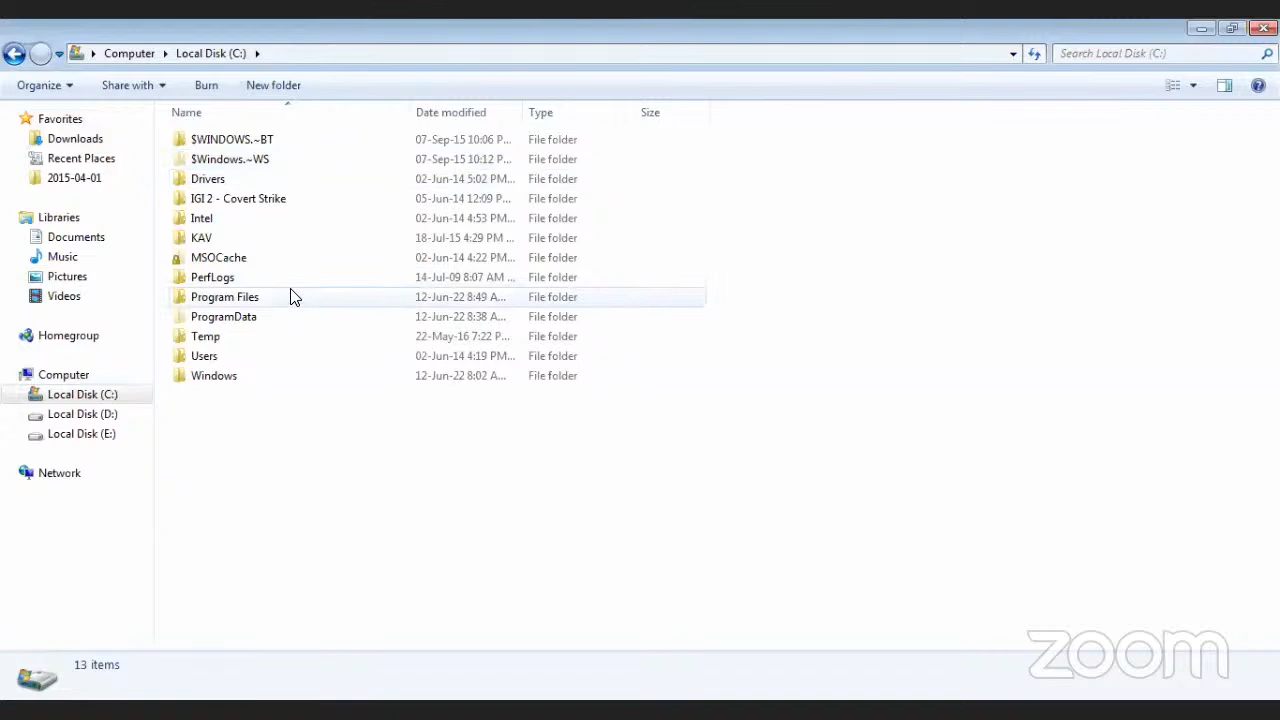 Computer Local Disk (C:) Search Local Disk (C:)
Organize Share with Burn New folder
Name Date modified Type Size
Favorites
Downloads
Recent Places
2015-04-01
Libraries
Documents
Music
Pictures
Videos
Homegroup
Computer
Local Disk (C:)
Local Disk (D:)
Local Disk (E:)
Network
$WINDOWS.~BT 07-Sep-15 10:06 P... File folder
$Windows.~WS 07-Sep-15 10:12 P... File folder
Drivers 02-Jun-14 5:02 PM... File folder
IGI 2 - Covert Strike 05-Jun-14 12:09 P... File folder
Intel 02-Jun-14 4:53 PM... File folder
KAV 18-Jul-15 4:29 PM ... File folder
MSOCache 02-Jun-14 4:22 PM... File folder
PerfLogs 14-Jul-09 8:07 AM ... File folder
Program Files 12-Jun-22 8:49 A... File folder
ProgramData 12-Jun-22 8:38 A... File folder
Temp 22-May-16 7:22 P... File folder
Users 02-Jun-14 4:19 PM... File folder
Windows 12-Jun-22 8:02 A... File folder
13 items
zoom